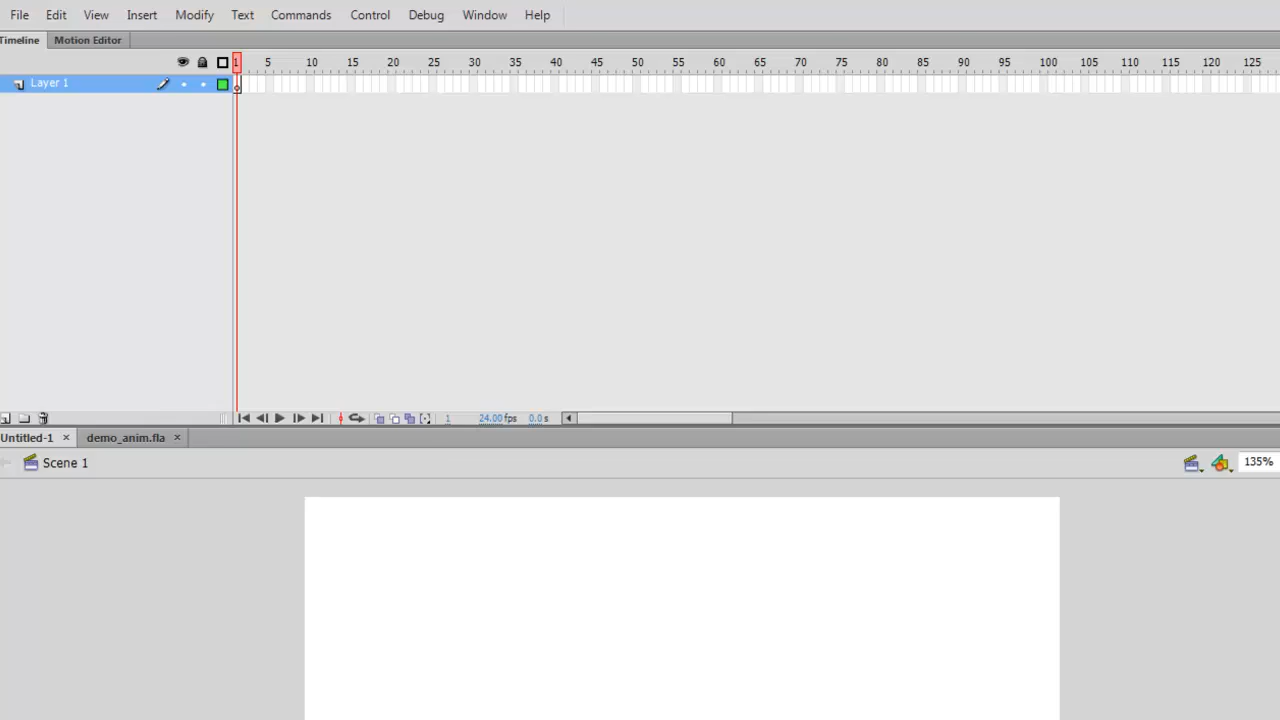 File Edit View Insert Modify Text Commands Control Debug Window Help
Timeline Motion Editor
1 5 10 15 20 25 30 35 40 45 50 55 60 65 70 75 80 85 90 95 100 105 110 115 120 125
Layer 1
1 24.00 fps 0.0 s
Untitled-1 demo_anim.fla
Scene 1 135%